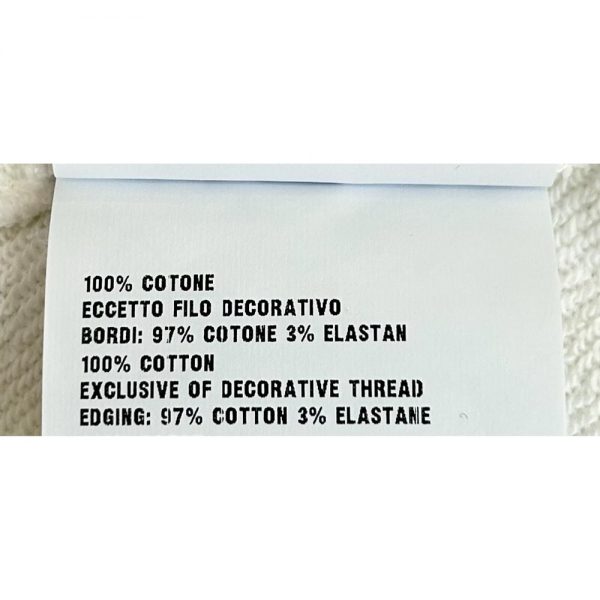 100% COTONE
ECCETTO FILO DECORATIVO
BORDI: 97% COTONE 3% ELASTAN
100% COTTON
EXCLUSIVE OF DECORATIVE THREAD
EDGING: 97% COTTON 3% ELASTANE